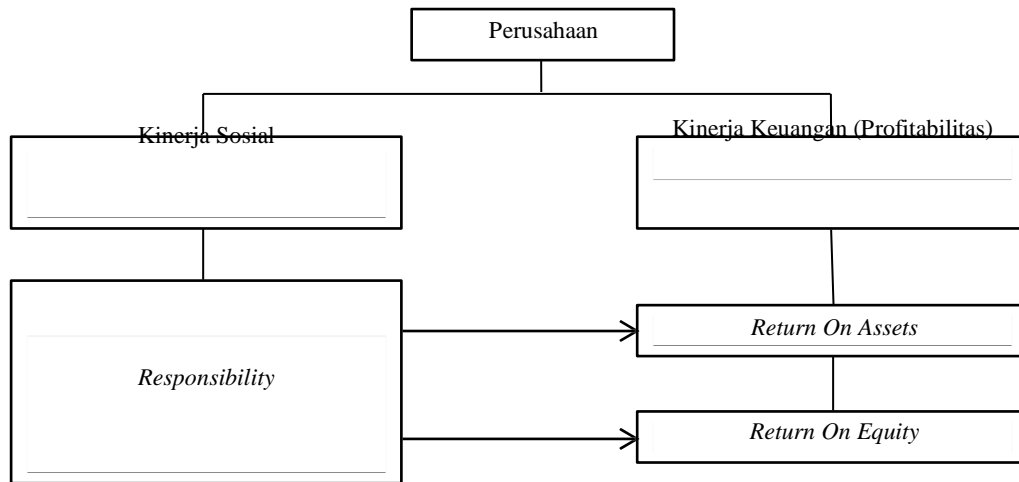 Perusahaan
Kinerja Sosial
Kinerja Keuangan (Profitabilitas)
Responsibility
Return On Assets
Return On Equity